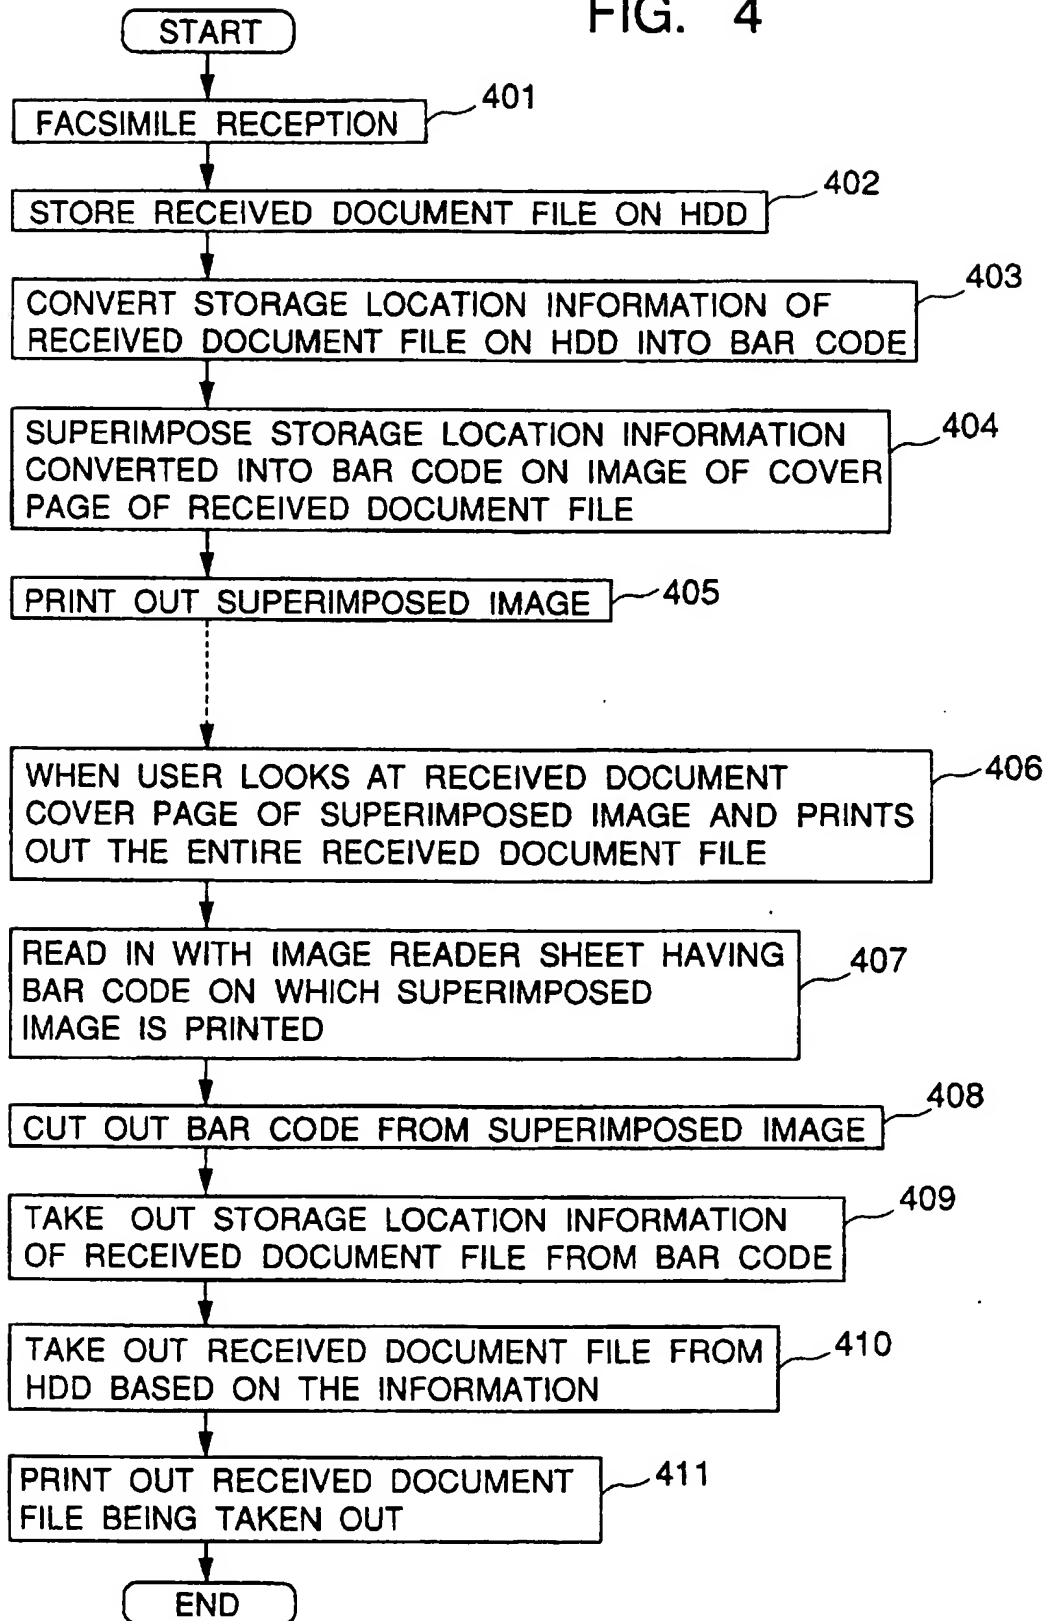 FIG. 4
START
FACSIMILE RECEPTION
401
STORE RECEIVED DOCUMENT FILE ON HDD
402
CONVERT STORAGE LOCATION INFORMATION OF
RECEIVED DOCUMENT FILE ON HDD INTO BAR CODE
403
SUPERIMPOSE STORAGE LOCATION INFORMATION
CONVERTED INTO BAR CODE ON IMAGE OF COVER
PAGE OF RECEIVED DOCUMENT FILE
404
PRINT OUT SUPERIMPOSED IMAGE
405
WHEN USER LOOKS AT RECEIVED DOCUMENT
COVER PAGE OF SUPERIMPOSED IMAGE AND PRINTS
OUT THE ENTIRE RECEIVED DOCUMENT FILE
406
READ IN WITH IMAGE READER SHEET HAVING
BAR CODE ON WHICH SUPERIMPOSED
IMAGE IS PRINTED
407
CUT OUT BAR CODE FROM SUPERIMPOSED IMAGE
408
TAKE OUT STORAGE LOCATION INFORMATION
OF RECEIVED DOCUMENT FILE FROM BAR CODE
409
TAKE OUT RECEIVED DOCUMENT FILE FROM
HDD BASED ON THE INFORMATION
410
PRINT OUT RECEIVED DOCUMENT
FILE BEING TAKEN OUT
411
END